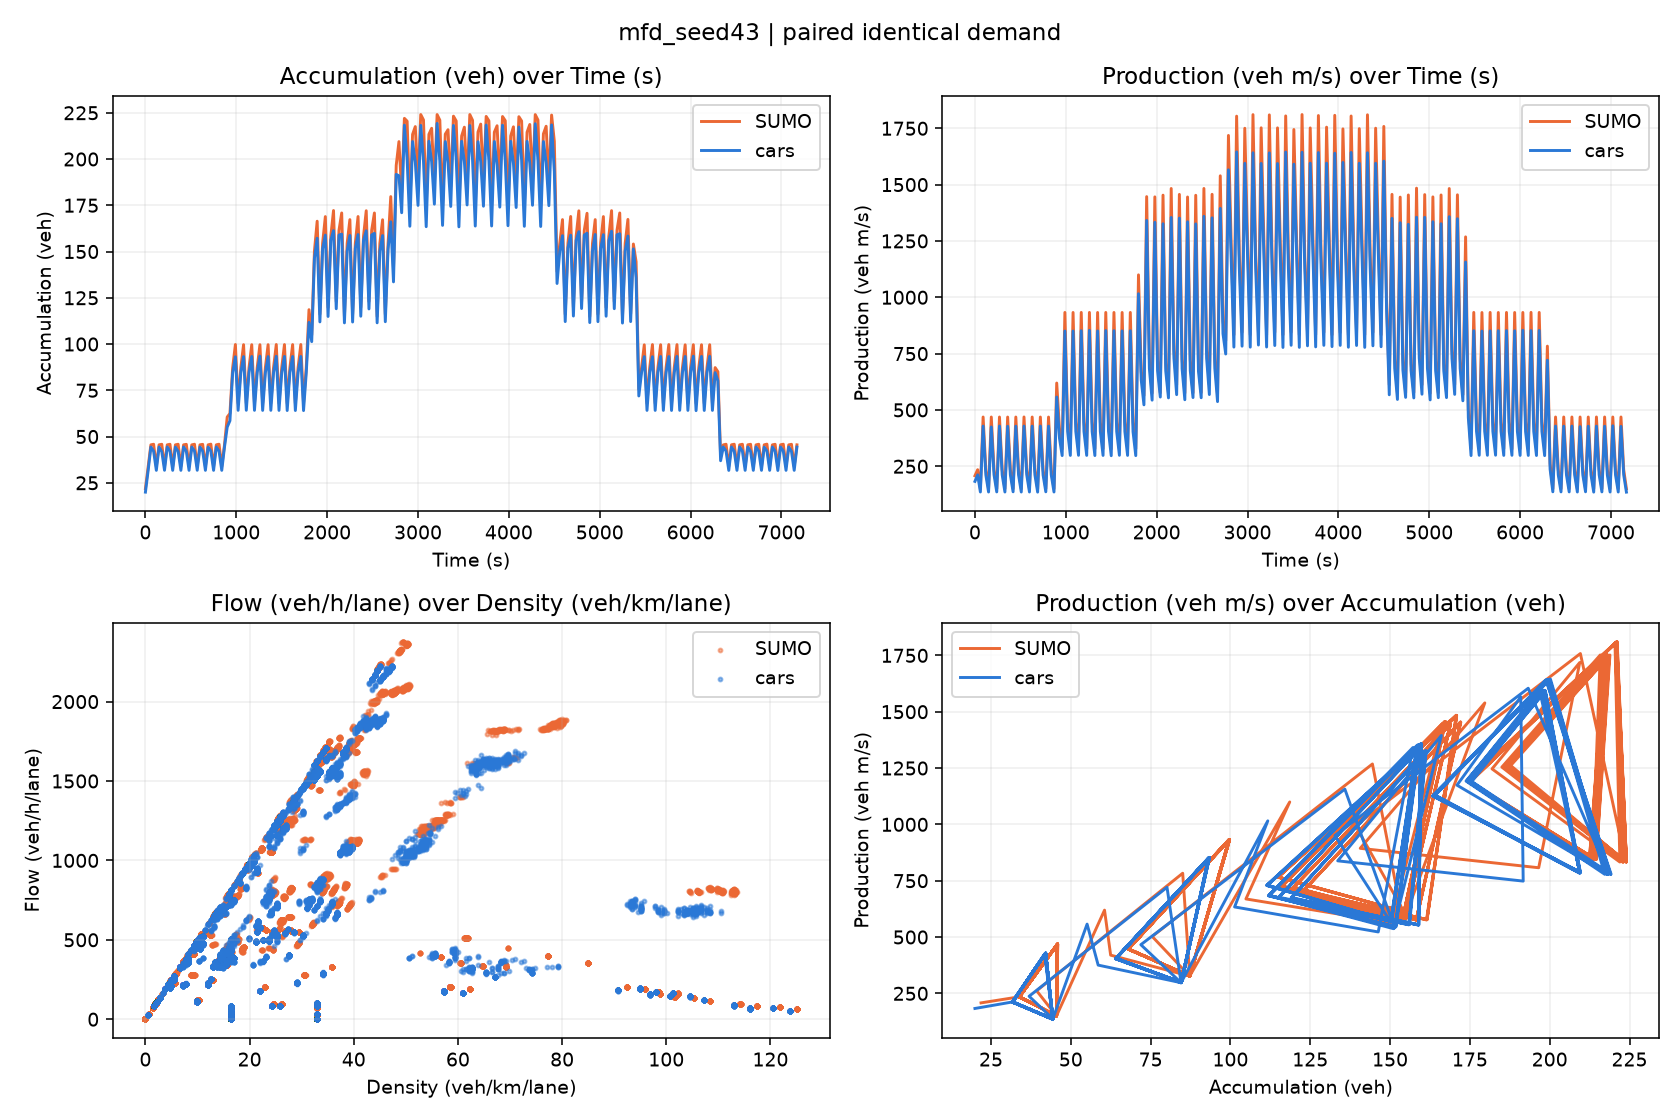 mfd_seed43 | paired identical demand
Accumulation (veh) over Time (s)
Accumulation (veh)
225
200
175
150
125
100
75
50
25
0 1000 2000 3000 4000 5000 6000 7000
Time (s)
SUMO
cars
Production (veh m/s) over Time (s)
Production (veh m/s)
1750
1500
1250
1000
750
500
250
0 1000 2000 3000 4000 5000 6000 7000
Time (s)
SUMO
cars
Flow (veh/h/lane) over Density (veh/km/lane)
Flow (veh/h/lane)
2000
1500
1000
500
0
0 20 40 60 80 100 120
Density (veh/km/lane)
SUMO
cars
Production (veh m/s) over Accumulation (veh)
Production (veh m/s)
1750
1500
1250
1000
750
500
250
25 50 75 100 125 150 175 200 225
Accumulation (veh)
SUMO
cars